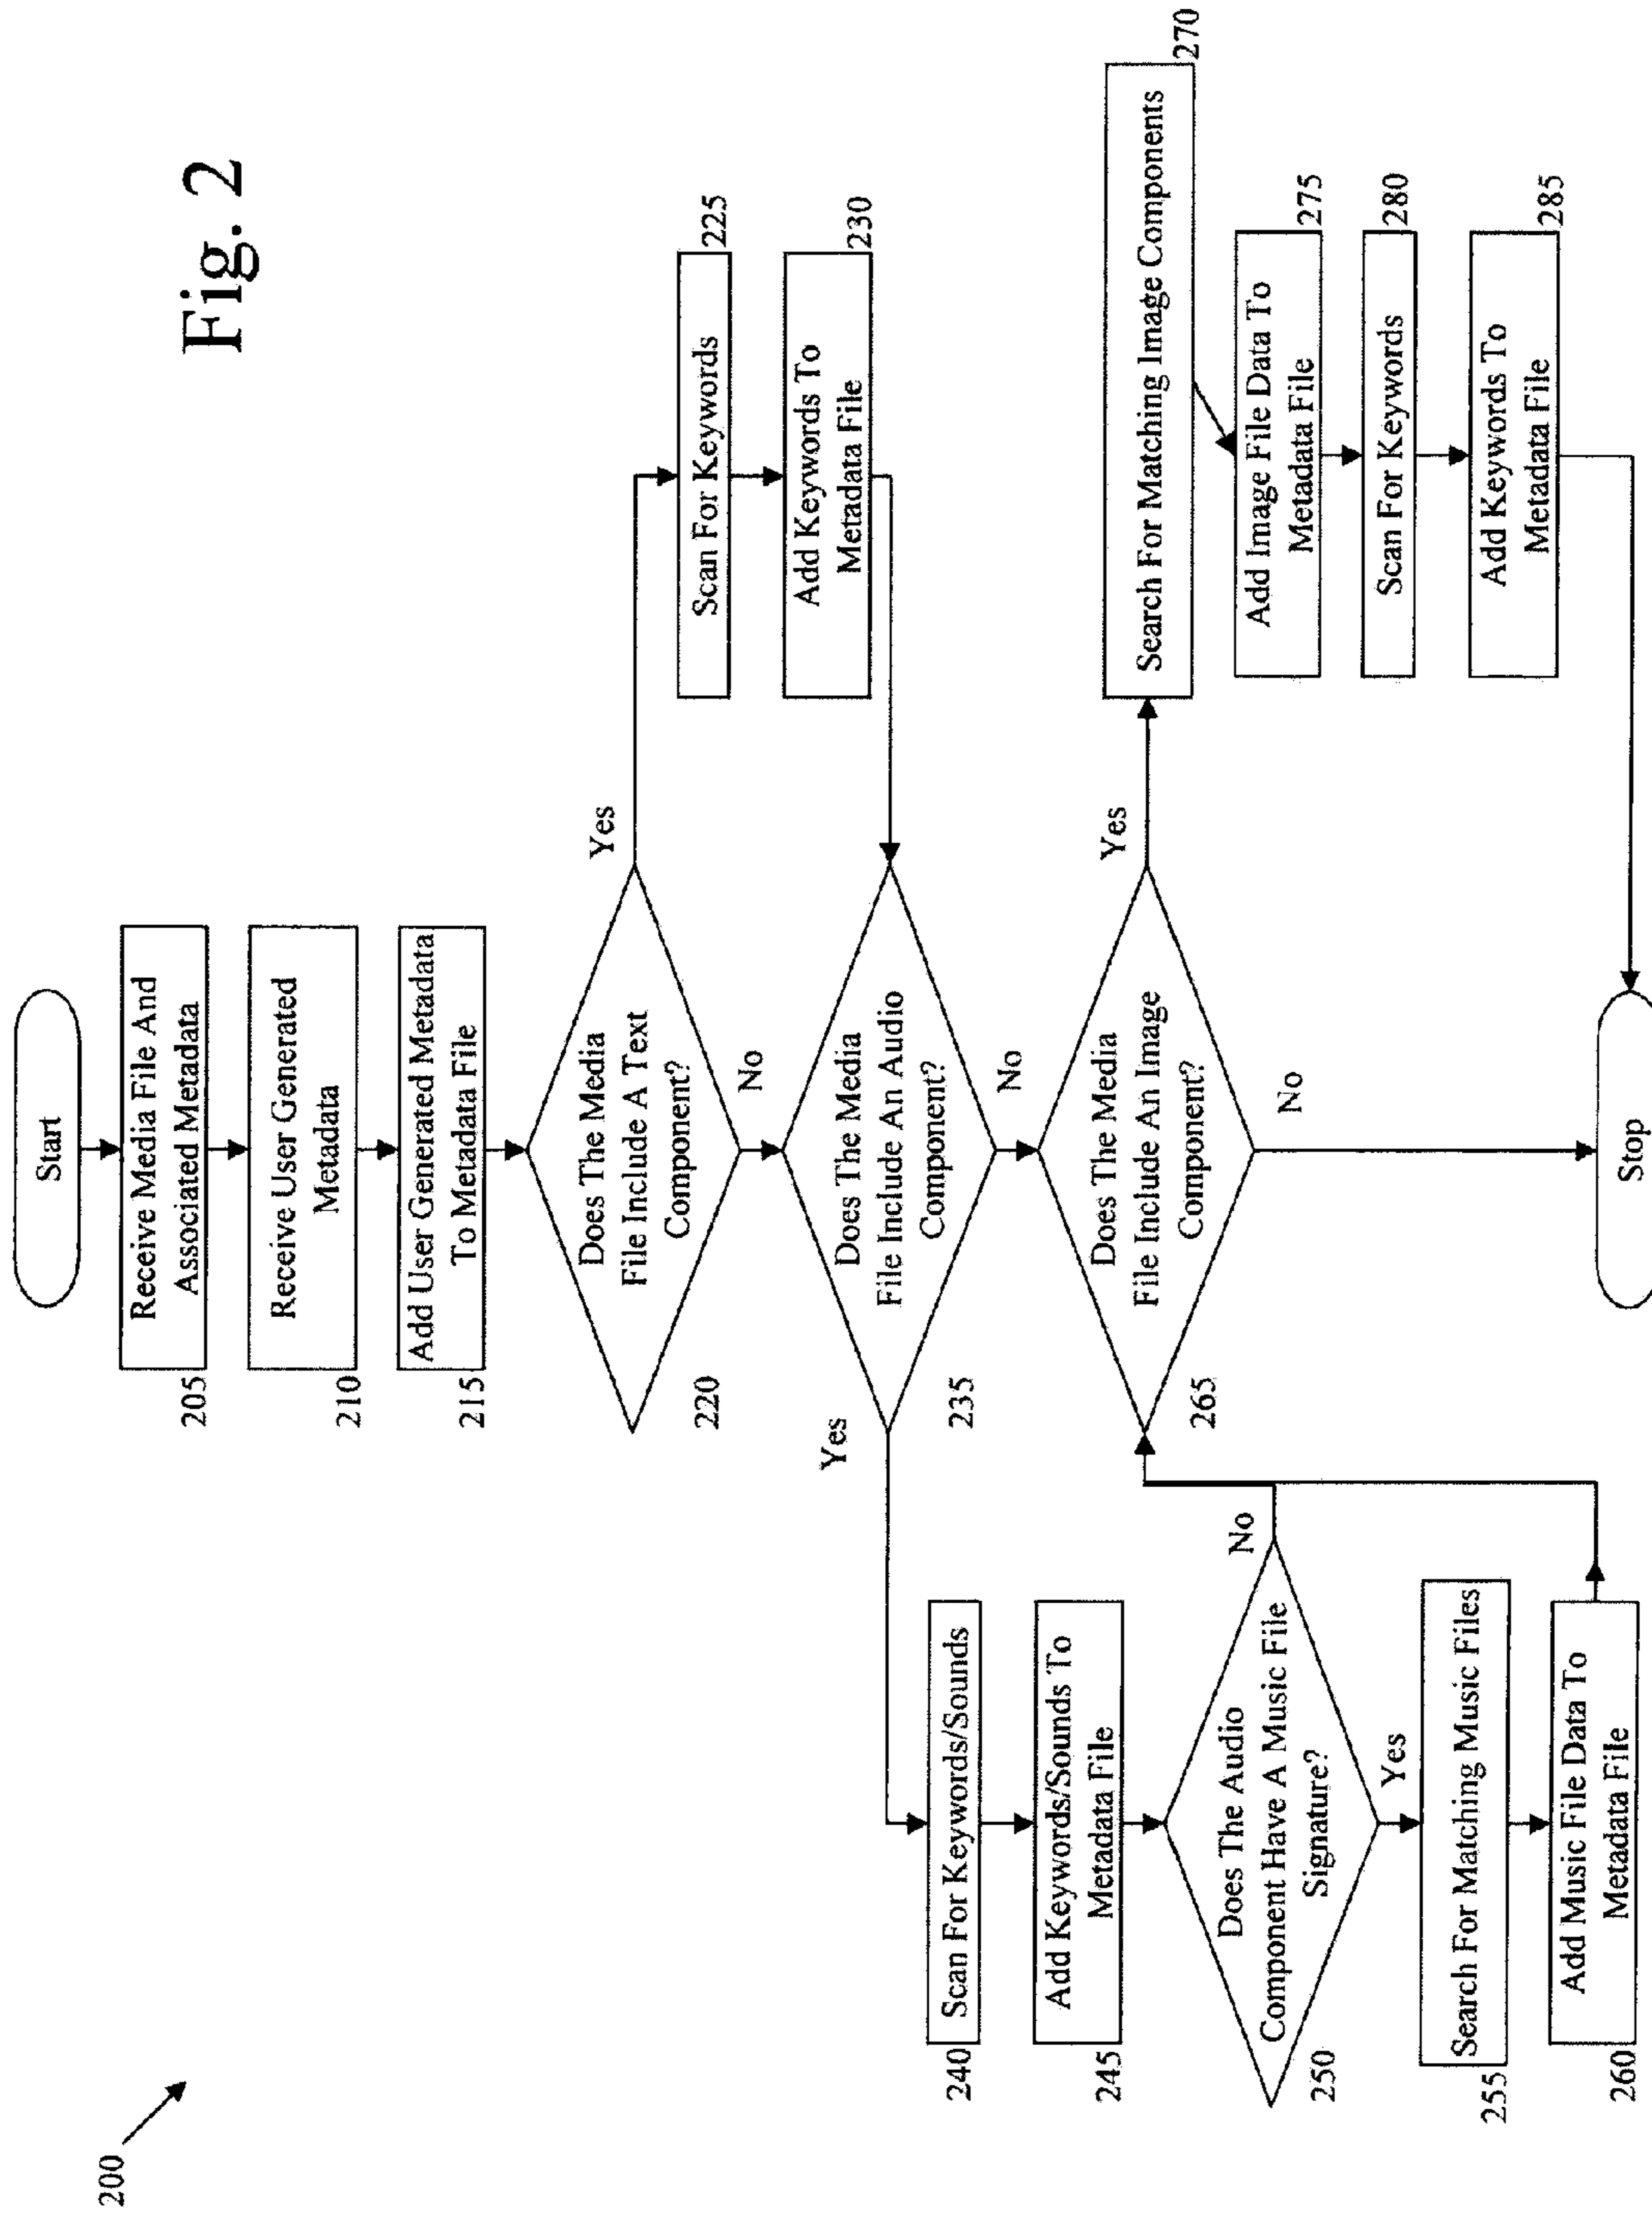 Fig. 2
200
Start
Receive Media File And
Associated Metadata
205
Receive User Generated
Metadata
210
Add User Generated Metadata
To Metadata File
215
Does The Media
File Include A Text
Component?
220
Yes
No
Scan For Keywords
225
Add Keywords To
Metadata File
230
Does The Media
File Include An Audio
Component?
235
Yes
No
Scan For Keywords/Sounds
240
Add Keywords/Sounds To
Metadata File
245
Does The Audio
Component Have A Music File
Signature?
250
No
Yes
Search For Matching Music Files
255
Add Music File Data To
Metadata File
260
Does The Media
File Include An Image
Component?
265
Yes
No
Search For Matching Image Components
270
Add Image File Data To
Metadata File
275
Scan For Keywords
280
Add Keywords To
Metadata File
285
Stop